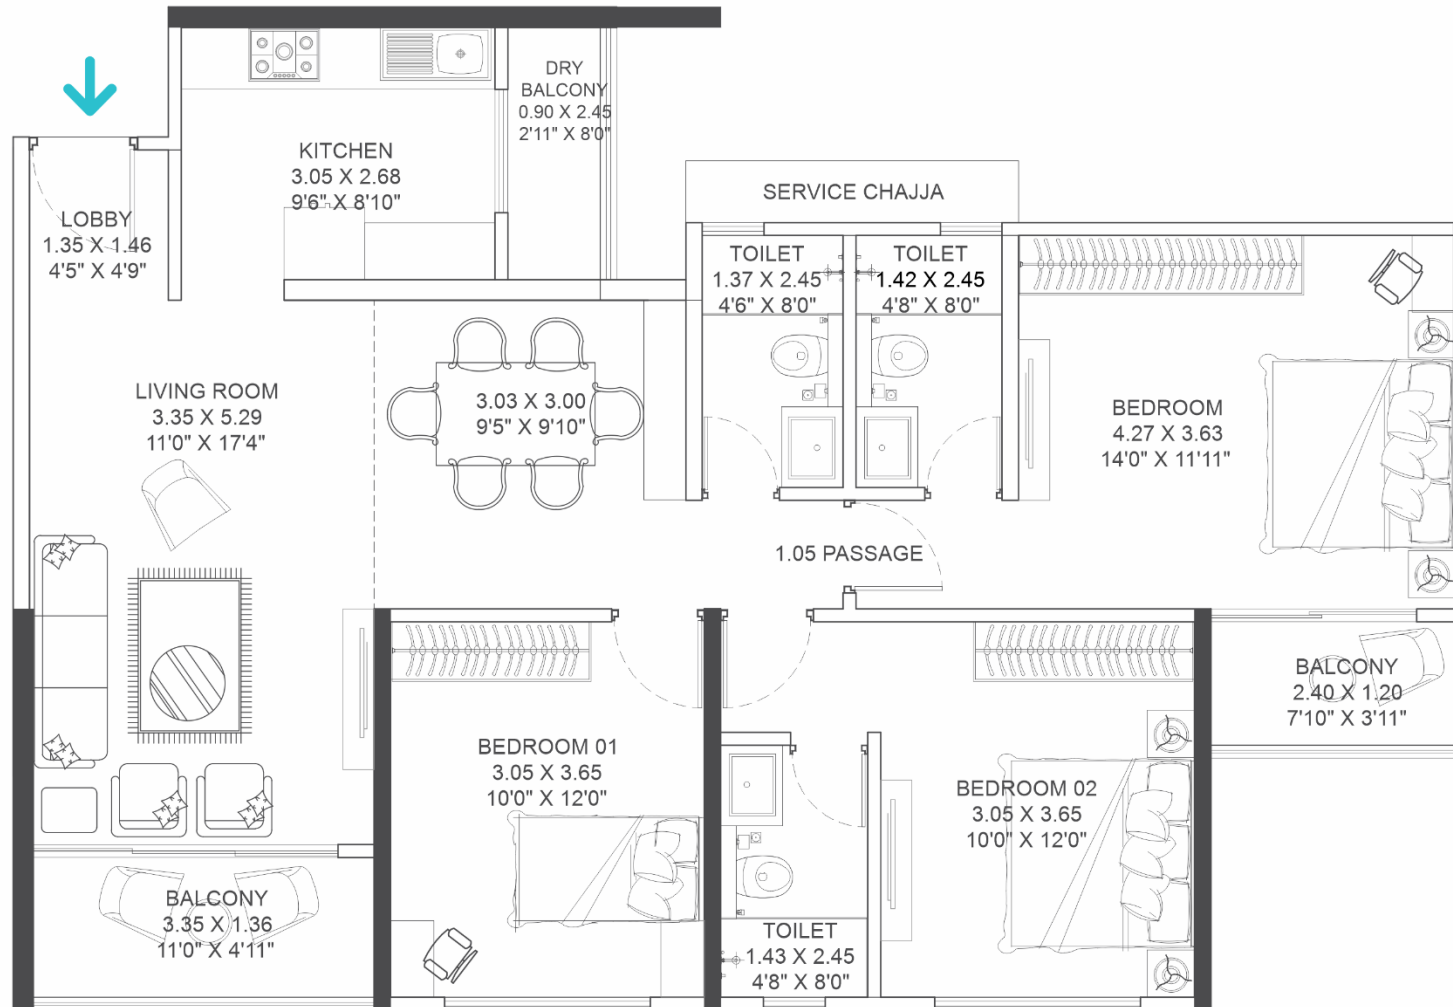 DRY
BALCONY
0.90 X 2.45
2'11" X 8'0"
KITCHEN
3.05 X 2.68
9'6" X 8'10"
SERVICE CHAJJA
LOBBY
1.35 X 1.46
4'5" X 4'9"
TOILET
1.37 X 2.45
4'6" X 8'0"
TOILET
1.42 X 2.45
4'8" X 8'0"
LIVING ROOM
3.35 X 5.29
11'0" X 17'4"
3.03 X 3.00
9'5" X 9'10"
BEDROOM
4.27 X 3.63
14'0" X 11'11"
1.05 PASSAGE
BALCONY
2.40 X 1.20
7'10" X 3'11"
BEDROOM 01
3.05 X 3.65
10'0" X 12'0"
BEDROOM 02
3.05 X 3.65
10'0" X 12'0"
BALCONY
3.35 X 1.36
11'0" X 4'11"
TOILET
1.43 X 2.45
4'8" X 8'0"